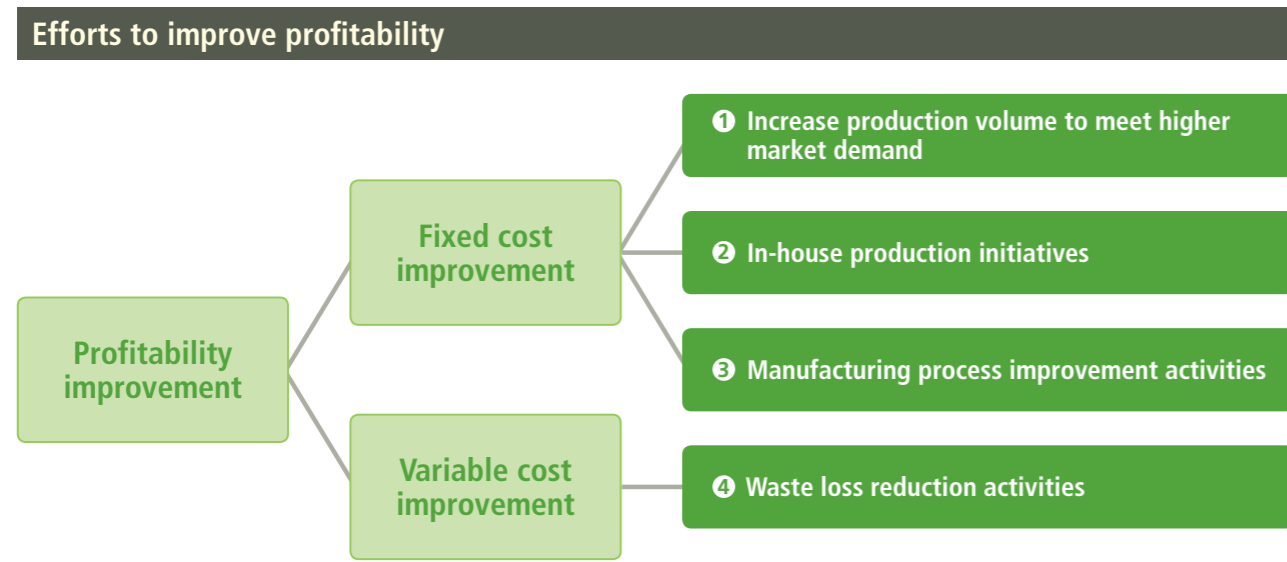 Efforts to improve profitability
Profitability
improvement
Fixed cost
improvement
❶ Increase production volume to meet higher
market demand
❷ In-house production initiatives
❸ Manufacturing process improvement activities
Variable cost
improvement
❹ Waste loss reduction activities